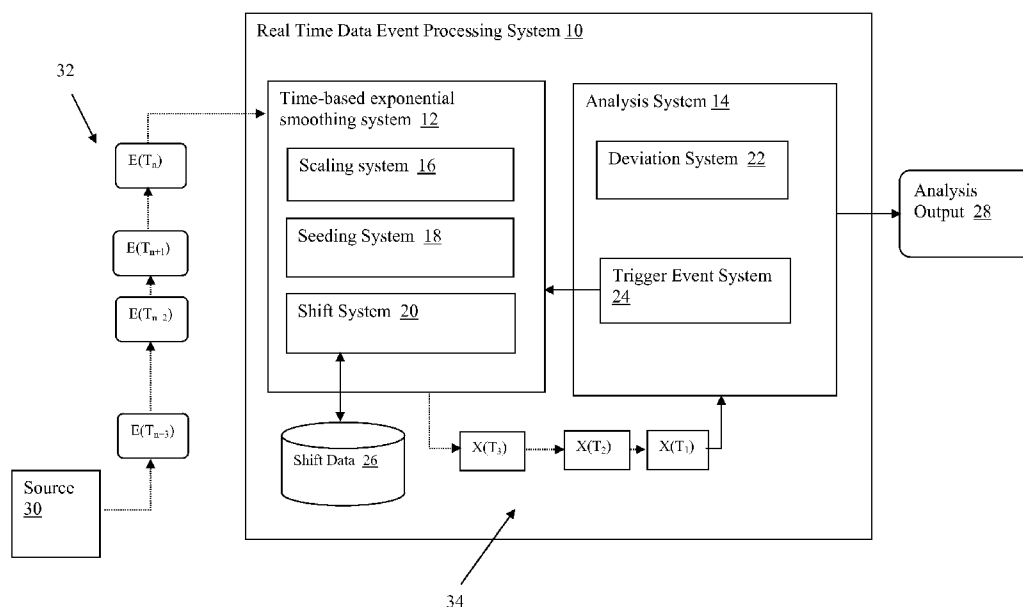 Real Time Data Event Processing System 10
32
Time-based exponential
smoothing system 12
Scaling system 16
Seeding System 18
Shift System 20
Analysis System 14
Deviation System 22
Trigger Event System
24
Analysis
Output 28
E(Tn)
E(Tn+1)
E(Tn-2)
E(Tn-3)
Source
30
Shift Data 26
X(T3)
X(T2)
X(T1)
34